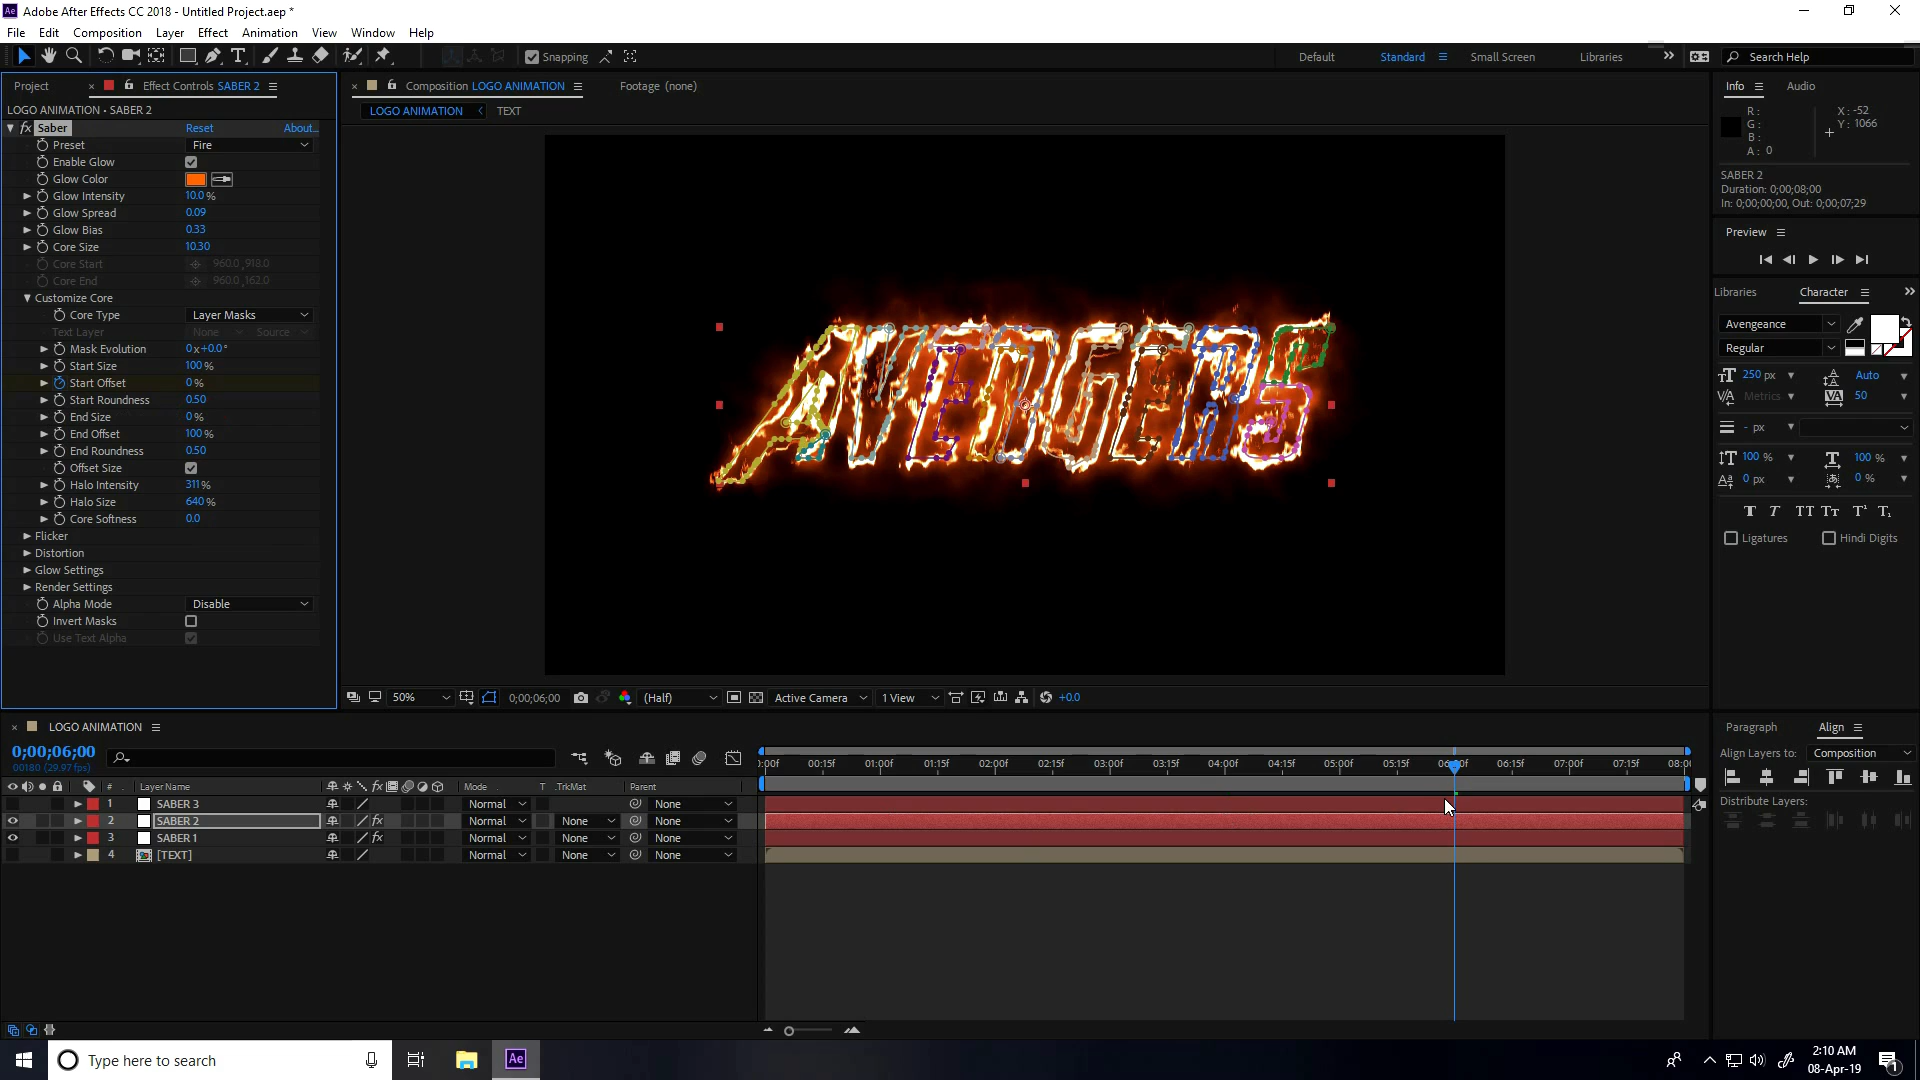 Adobe After Effects CC 2018 - Untitled Project.aep *
File Edit Composition Layer Effect Animation View Window Help
Snapping
Default Standard Small Screen Libraries Search Help
Project Effect Controls SABER 2
LOGO ANIMATION • SABER 2
fx Saber Reset About...
Preset Fire
Enable Glow
Glow Color
Glow Intensity 10.0 %
Glow Spread 0.09
Glow Bias 0.33
Core Size 10.30
Core Start 960.0 ,918.0
Core End 960.0 ,162.0
Customize Core
Core Type Layer Masks
Text Layer None Source
Mask Evolution 0 x +0.0 °
Start Size 100 %
Start Offset 0 %
Start Roundness 0.50
End Size 0 %
End Offset 100 %
End Roundness 0.50
Offset Size
Halo Intensity 311 %
Halo Size 640 %
Core Softness 0.0
Flicker
Distortion
Glow Settings
Render Settings
Alpha Mode Disable
Invert Masks
Use Text Alpha
Composition LOGO ANIMATION Footage (none)
LOGO ANIMATION TEXT
AVENGERS
50% 0;00;06;00 (Half) Active Camera 1 View +0.0
Info Audio
R :
G :
B :
A : 0
X : -52
Y : 1066
SABER 2
Duration: 0;00;08;00
In: 0;00;00;00, Out: 0;00;07;29
Preview
Libraries Character
Avengeance
Regular
250 px Auto
Metrics 50
- px
100 % 100 %
0 px 0 %
T T TT Tt T¹ T₁
Ligatures Hindi Digits
LOGO ANIMATION
0;00;06;00
00180 (29.97 fps)
:00f 00:15f 01:00f 01:15f 02:00f 02:15f 03:00f 03:15f 04:00f 04:15f 05:00f 05:15f 06:00f 06:15f 07:00f 07:15f 08:00
# Layer Name Mode T .TrkMat Parent
1 SABER 3 Normal None
2 SABER 2 fx Normal None None
3 SABER 1 fx Normal None None
4 [TEXT] Normal None None
Paragraph Align
Align Layers to: Composition
Distribute Layers:
Type here to search
Ae
2:10 AM
08-Apr-19
1